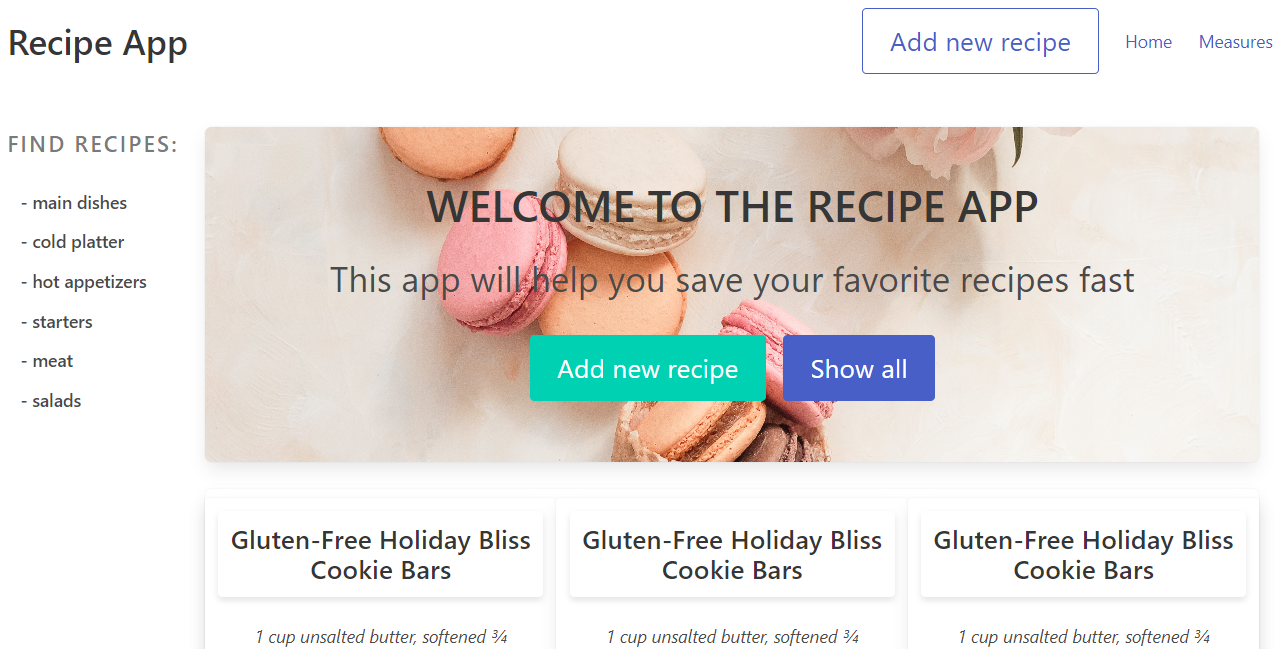 Recipe App
Add new recipe
Home
Measures
FIND RECIPES:
- main dishes
- cold platter
- hot appetizers
- starters
- meat
- salads
WELCOME TO THE RECIPE APP
This app will help you save your favorite recipes fast
Add new recipe
Show all
Gluten-Free Holiday Bliss
Cookie Bars
1 cup unsalted butter, softened ¾
Gluten-Free Holiday Bliss
Cookie Bars
1 cup unsalted butter, softened ¾
Gluten-Free Holiday Bliss
Cookie Bars
1 cup unsalted butter, softened ¾